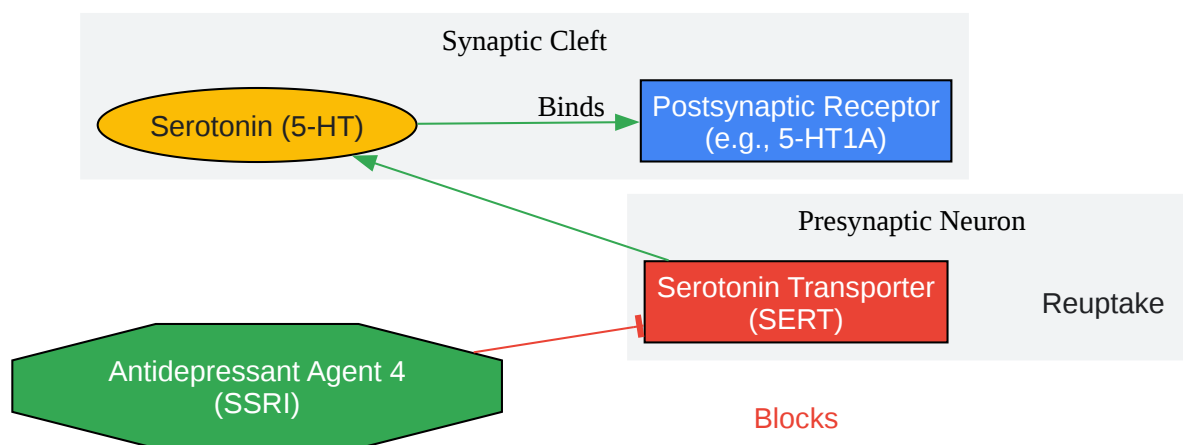 Synaptic Cleft
Serotonin (5-HT)
Binds
Postsynaptic Receptor
(e.g., 5-HT1A)
Presynaptic Neuron
Serotonin Transporter
(SERT)
Reuptake
Antidepressant Agent 4
(SSRI)
Blocks